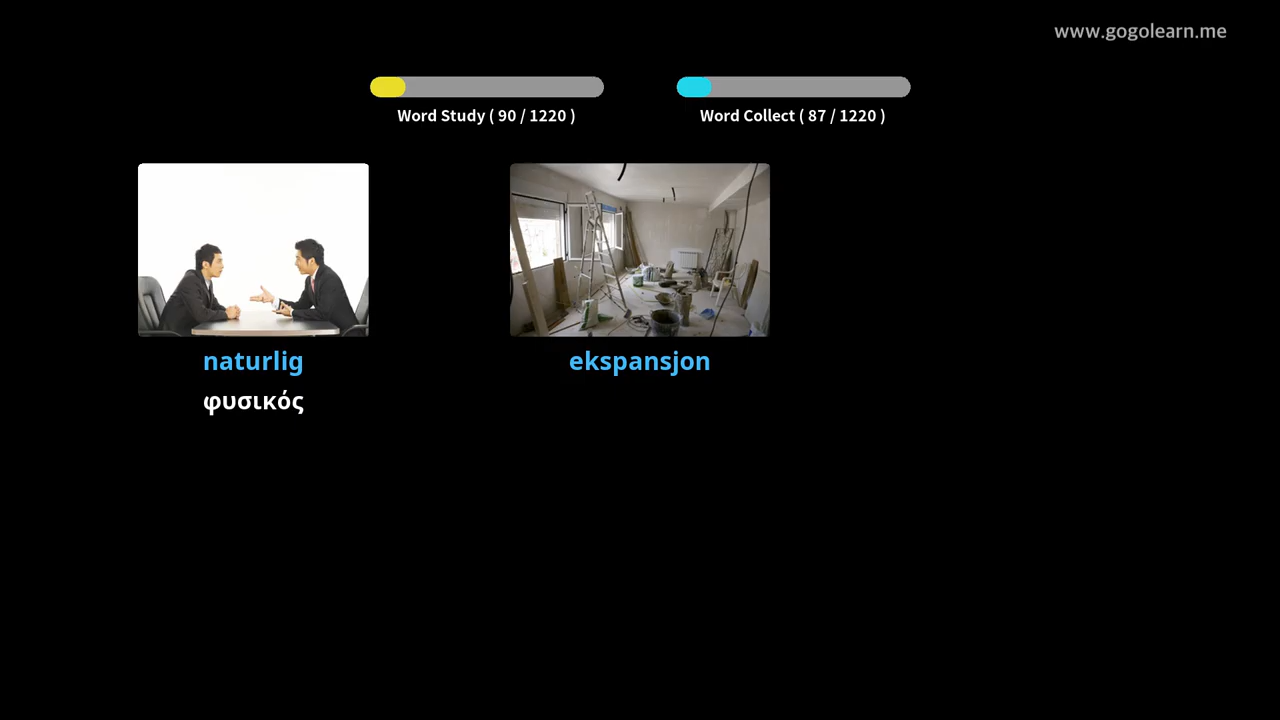 www.gogolearn.me
Word Study ( 90 / 1220 )
Word Collect ( 87 / 1220 )
naturlig
φυσικός
ekspansjon